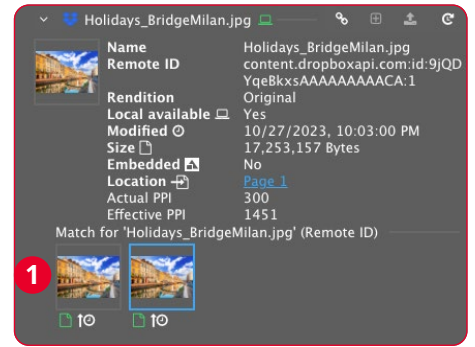 Holidays_BridgeMilan.jpg
Name Holidays_BridgeMilan.jpg
Remote ID content.dropboxapi.com:id:9jQD
YqeBkxsAAAAAAAAACA:1
Rendition Original
Local available Yes
Modified 10/27/2023, 10:03:00 PM
Size 17,253,157 Bytes
Embedded No
Location Page 1
Actual PPI 300
Effective PPI 1451
Match for 'Holidays_BridgeMilan.jpg' (Remote ID)
1